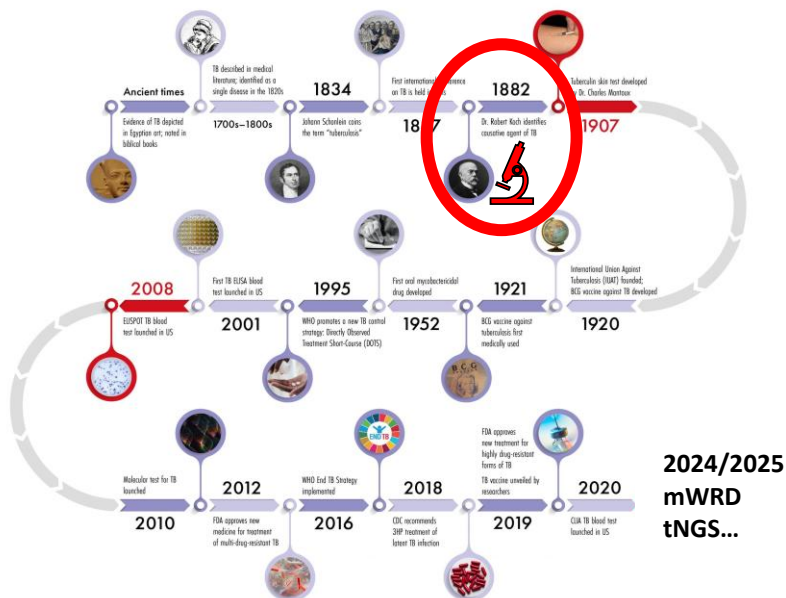 Ancient times
Evidence of TB depicted
in Egyptian art; noted in
biblical books
TB described in medical
literature; identified as a
single disease in the 1820s
1700s–1800s
1834
Johann Schonlein coins
the term "tuberculosis"
First international
on TB is held in
1882
Dr. Robert Koch identifies
causative agent of TB
Tuberculin skin test developed
by Dr. Charles Mantoux
1907
International Union Against
Tuberculosis (IUAT) founded;
BCG vaccine against TB developed
1920
1921
BCG vaccine against
tuberculosis first
medically used
BCG
First oral mycobactericidal
drug developed
1952
1995
WHO promotes a new TB control
strategy: Directly Observed
Treatment Short-Course (DOTS)
First TB ELISA blood
test launched in US
2001
2008
ELISPOT TB blood
test launched in US
Molecular test for TB
launched
2010
2012
FDA approves new
medicine for treatment
of multi-drug-resistant TB
END TB
WHO End TB Strategy
implemented
2016
2018
CDC recommends
3HP treatment of
latent TB infection
FDA approves
new treatment for
highly drug-resistant
forms of TB
TB vaccine unveiled by
researchers
2019
2020
CLIA TB blood test
launched in US
2024/2025
mWRD
tNGS...